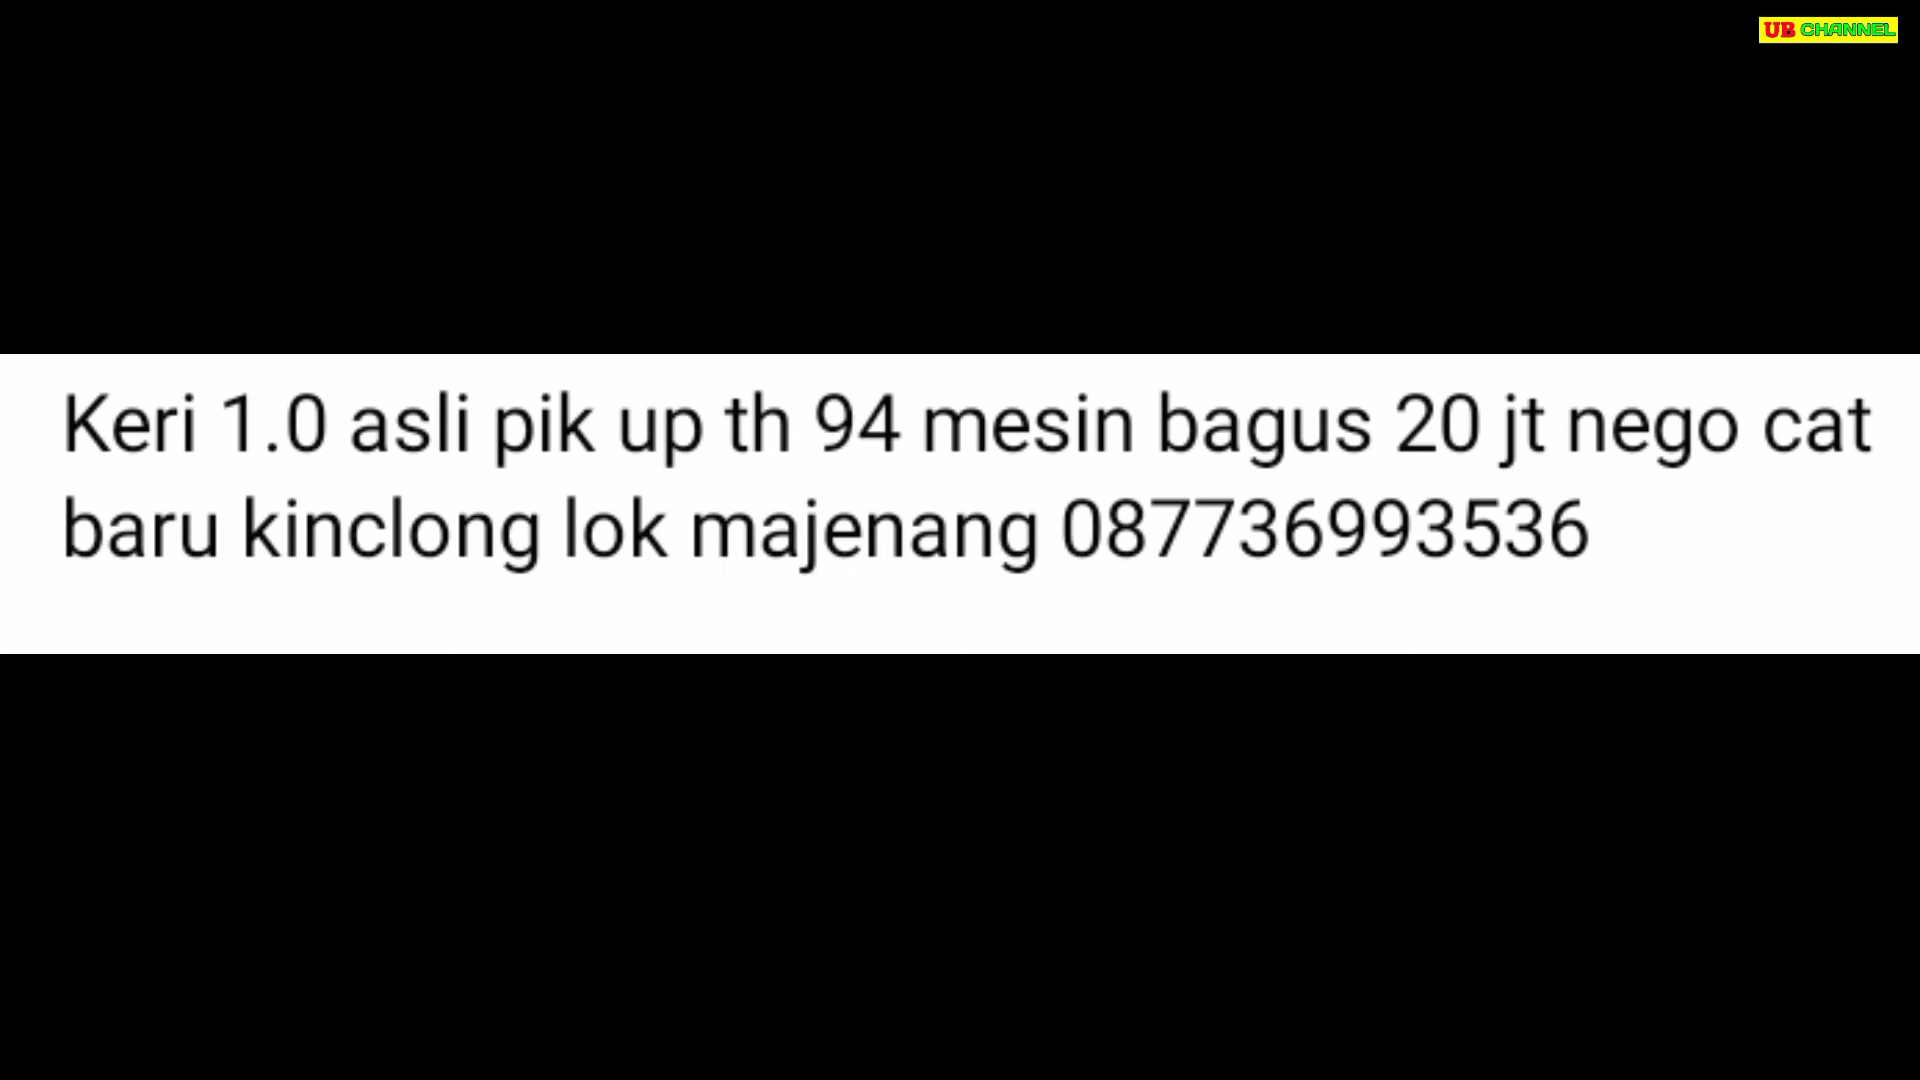 UB CHANNEL
Keri 1.0 asli pik up th 94 mesin bagus 20 jt nego cat
baru kinclong lok majenang 087736993536